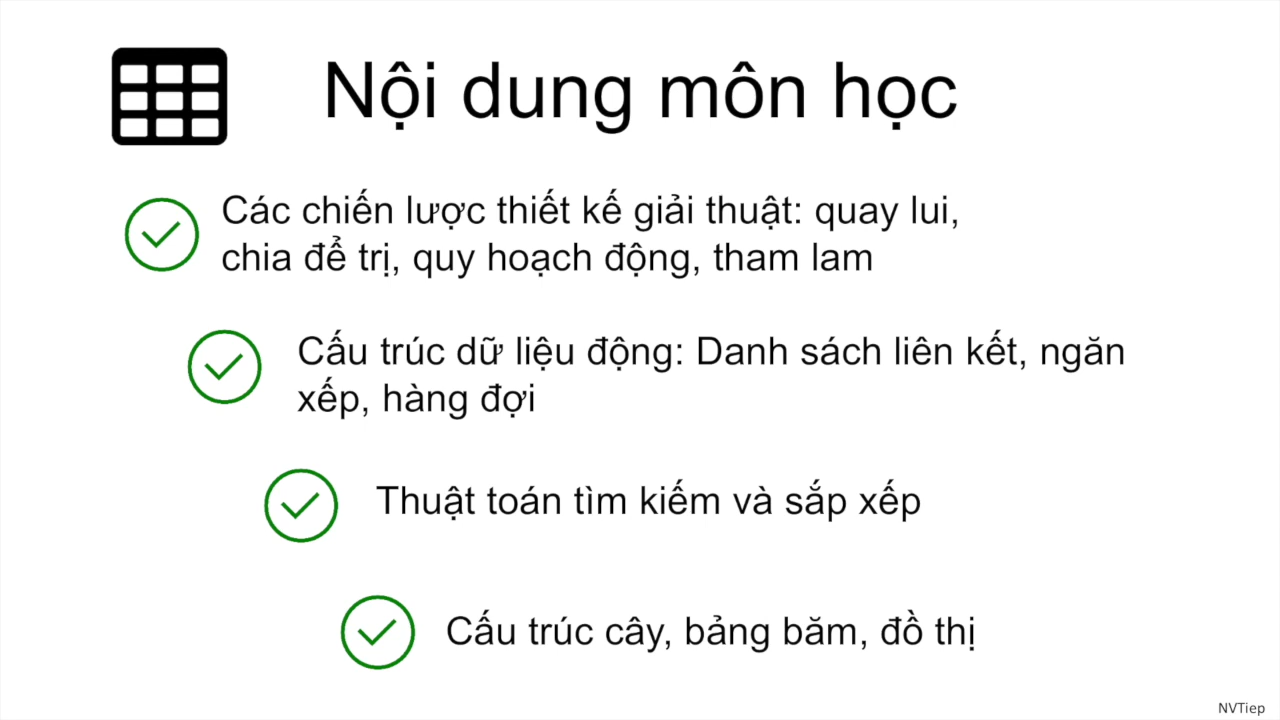 Nội dung môn học
Các chiến lược thiết kế giải thuật: quay lui,
chia để trị, quy hoạch động, tham lam
Cấu trúc dữ liệu động: Danh sách liên kết, ngăn
xếp, hàng đợi
Thuật toán tìm kiếm và sắp xếp
Cấu trúc cây, bảng băm, đồ thị
NVTiep